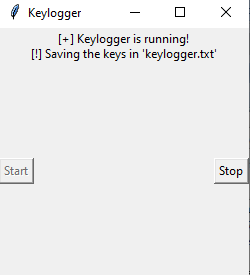 Keylogger
[+] Keylogger is running!
[!] Saving the keys in 'keylogger.txt'
Start
Stop